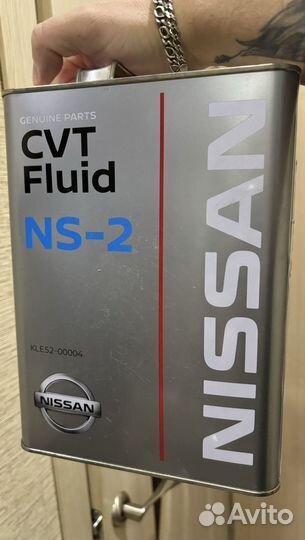 GENUINE PARTS
CVT
Fluid
NS-2
KLE52-00004
NISSAN
NISSAN
Avito